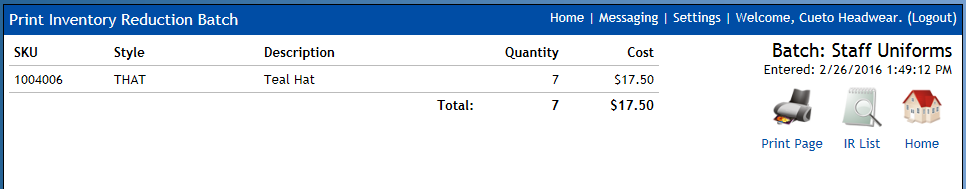 Print Inventory Reduction Batch
Home | Messaging | Settings | Welcome, Cueto Headwear. (Logout)
SKU Style Description Quantity Cost
1004006 THAT Teal Hat 7 $17.50
Total: 7 $17.50
Batch: Staff Uniforms
Entered: 2/26/2016 1:49:12 PM
Print Page IR List Home